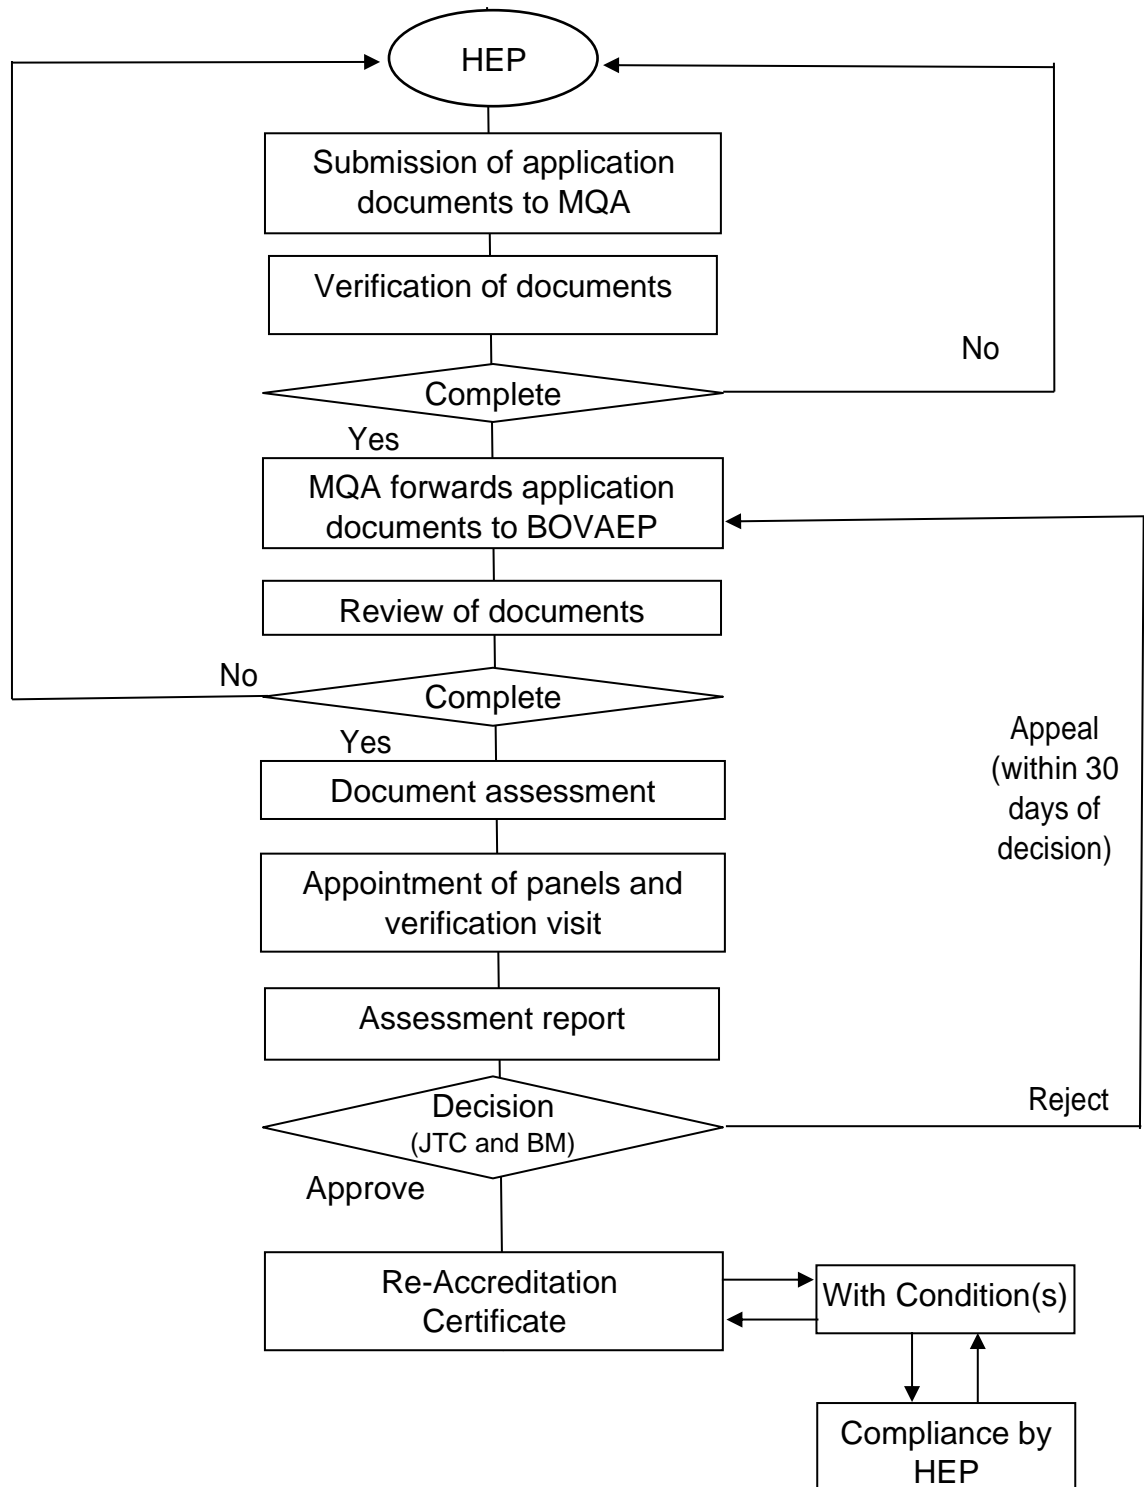 HEP
Submission of application
documents to MQA
Verification of documents
No
Complete
Yes
MQA forwards application
documents to BOVAEP
Review of documents
No
Complete
Yes
Appeal
(within 30
days of
decision)
Document assessment
Appointment of panels and
verification visit
Assessment report
Decision
(JTC and BM)
Reject
Approve
Re-Accreditation
Certificate
With Condition(s)
Compliance by
HEP